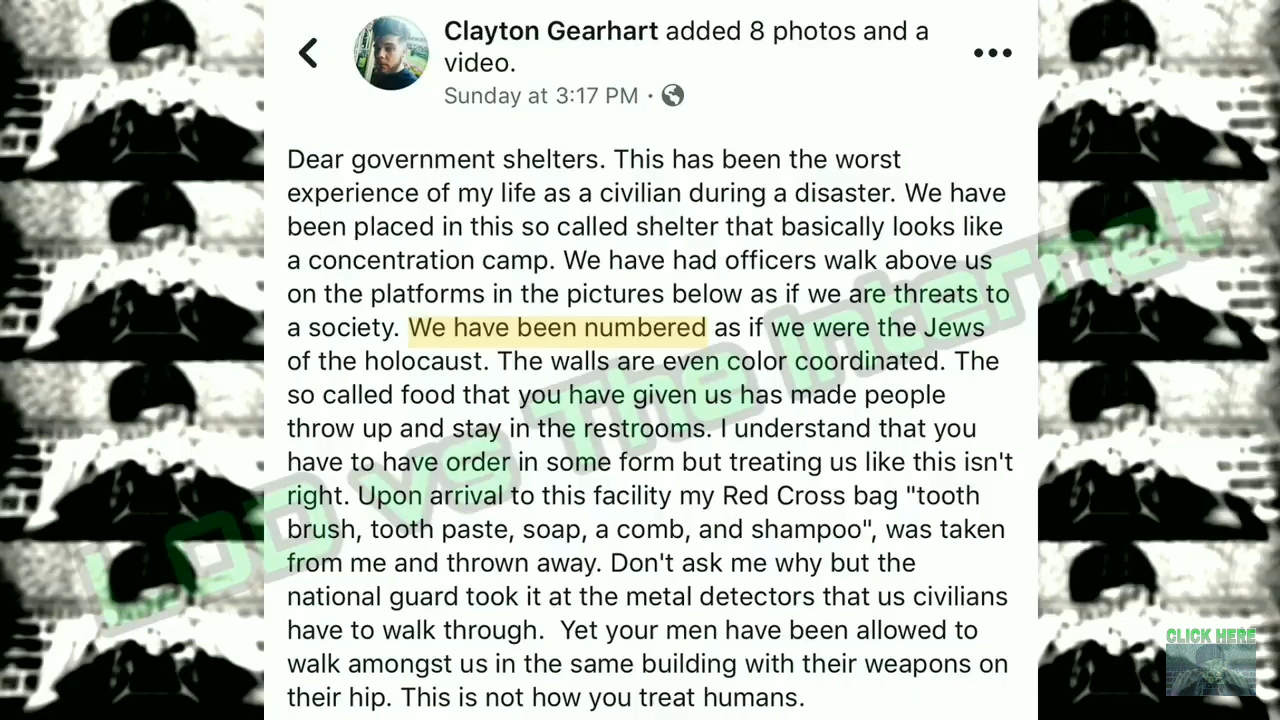 Clayton Gearhart added 8 photos and a
video.
Sunday at 3:17 PM ·
Dear government shelters. This has been the worst
experience of my life as a civilian during a disaster. We have
been placed in this so called shelter that basically looks like
a concentration camp. We have had officers walk above us
on the platforms in the pictures below as if we are threats to
a society. We have been numbered as if we were the Jews
of the holocaust. The walls are even color coordinated. The
so called food that you have given us has made people
throw up and stay in the restrooms. I understand that you
have to have order in some form but treating us like this isn't
right. Upon arrival to this facility my Red Cross bag "tooth
brush, tooth paste, soap, a comb, and shampoo", was taken
from me and thrown away. Don't ask me why but the
national guard took it at the metal detectors that us civilians
have to walk through.  Yet your men have been allowed to
walk amongst us in the same building with their weapons on
their hip. This is not how you treat humans.
LOD vs The Internet
CLICK HERE